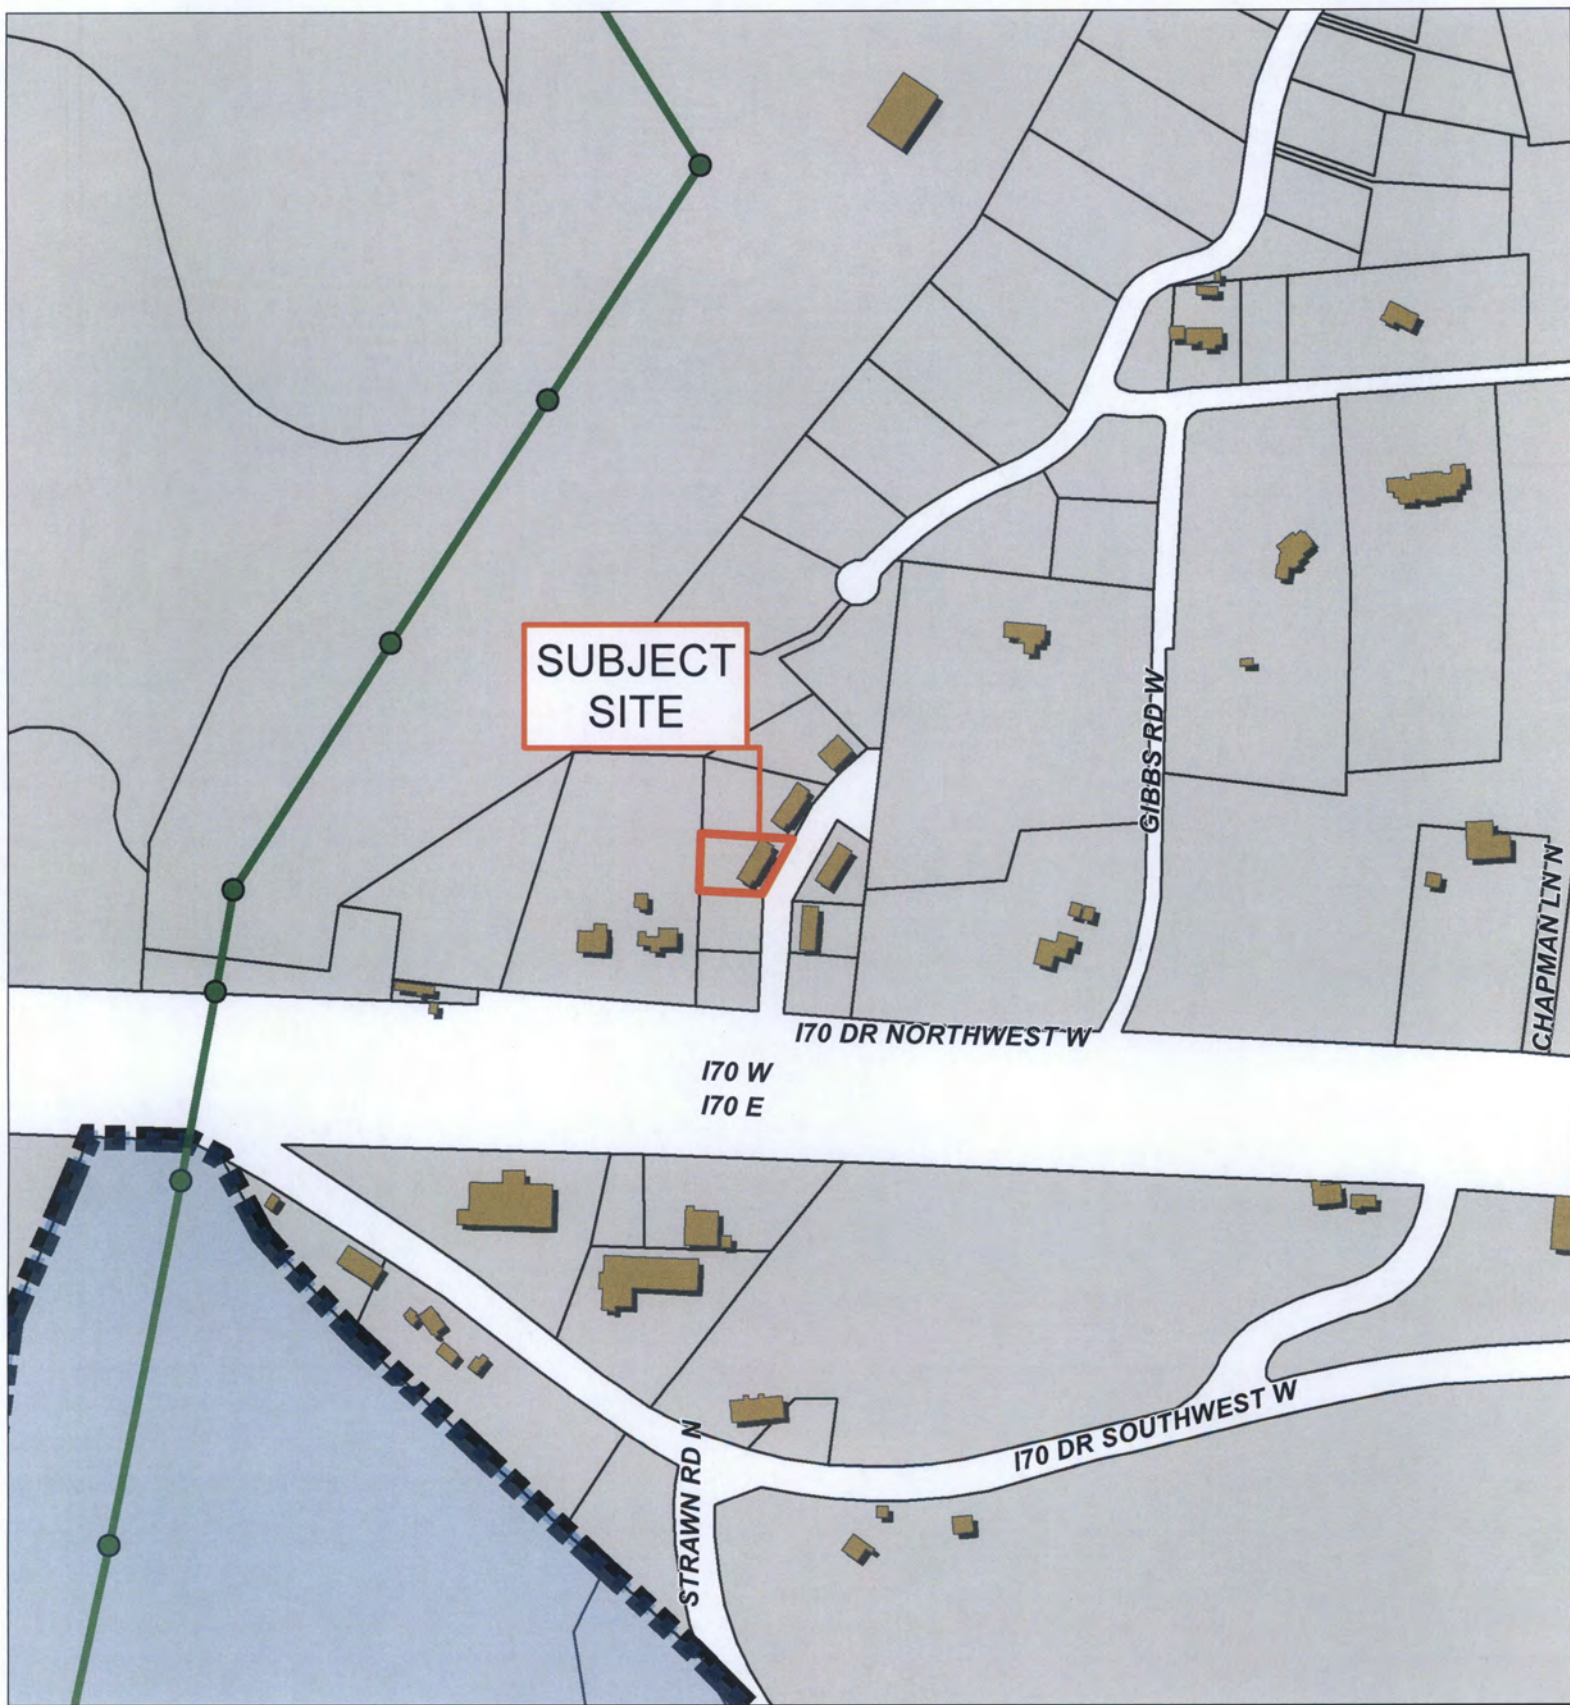 SUBJECT
SITE
GIBBS RD W
CHAPMAN LN N
I70 DR NORTHWEST W
I70 W
I70 E
I70 DR SOUTHWEST W
STRAWN RD N